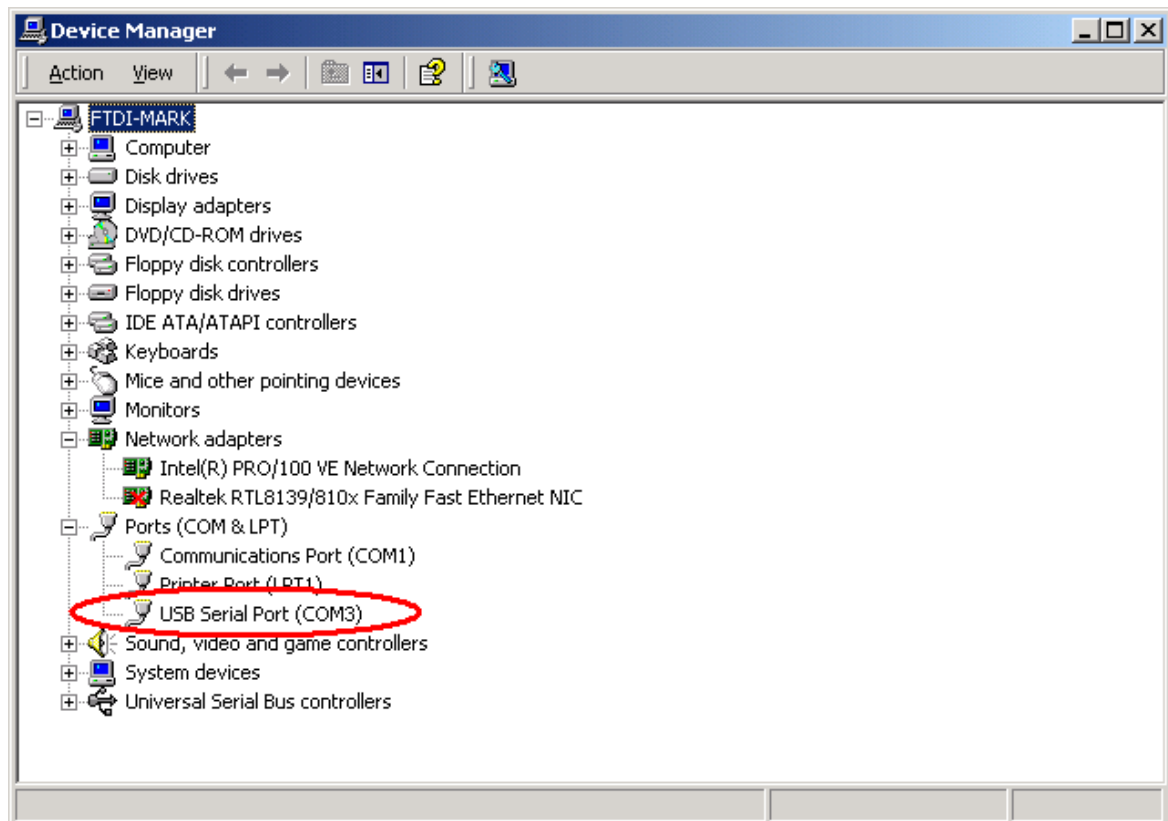 Device Manager
Action View
FTDI-MARK
Computer
Disk drives
Display adapters
DVD/CD-ROM drives
Floppy disk controllers
Floppy disk drives
IDE ATA/ATAPI controllers
Keyboards
Mice and other pointing devices
Monitors
Network adapters
Intel(R) PRO/100 VE Network Connection
Realtek RTL8139/810x Family Fast Ethernet NIC
Ports (COM & LPT)
Communications Port (COM1)
Printer Port (LPT1)
USB Serial Port (COM3)
Sound, video and game controllers
System devices
Universal Serial Bus controllers